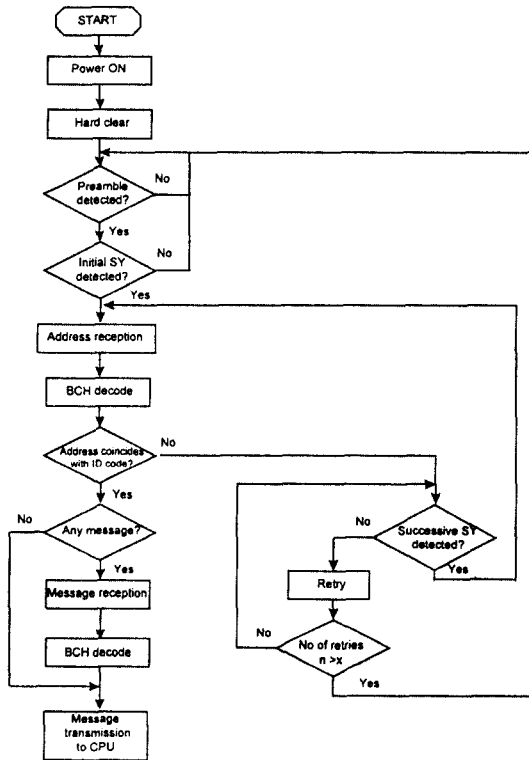 START
Power ON
Hard clear
Preamble
detected?
No
Yes
Initial SY
detected?
No
Yes
Address reception
BCH decode
Address coincides
with ID code?
No
Yes
Any message?
No
Yes
Message reception
BCH decode
Message
transmission
to CPU
Successive SY
detected?
No
Yes
Retry
No of retries
n >x
No
Yes